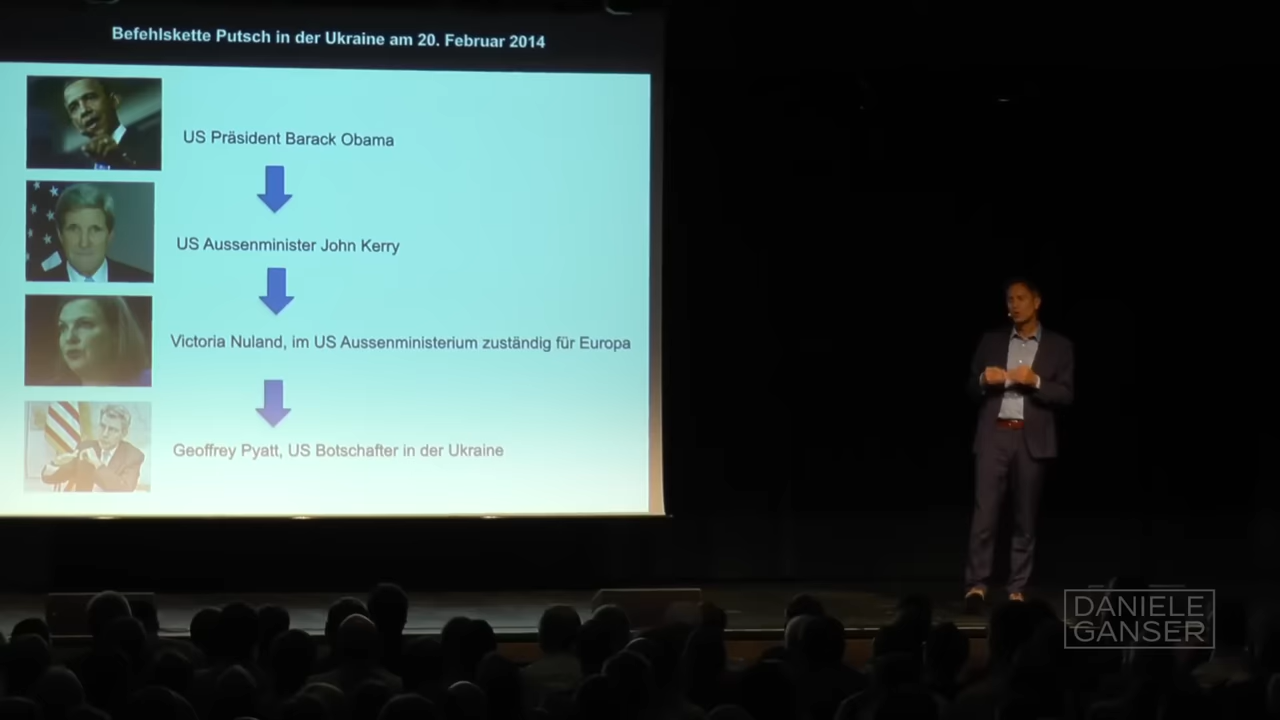 Befehlskette Putsch in der Ukraine am 20. Februar 2014
US Präsident Barack Obama
US Aussenminister John Kerry
Victoria Nuland, im US Aussenministerium zuständig für Europa
Geoffrey Pyatt, US Botschafter in der Ukraine
DANIELE
GANSER